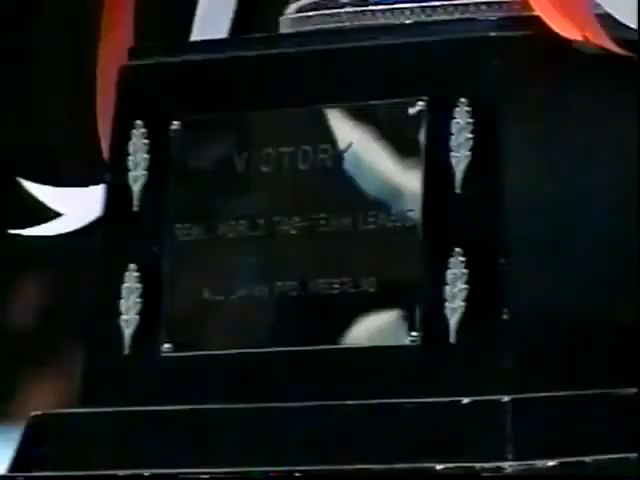 VICTORY
REAL WORLD TAG-TEAM LEAGUE
ALL JAPAN PRO. WRESTLING